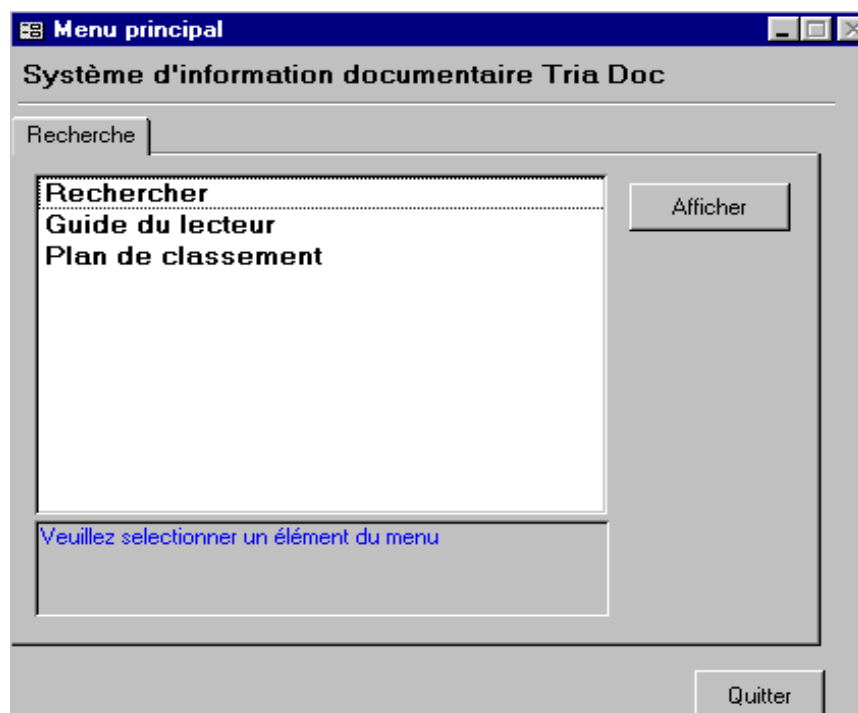 Menu principal
Système d'information documentaire Tria Doc
Recherche
Rechercher
Guide du lecteur
Plan de classement
Afficher
Veuillez selectionner un élément du menu
Quitter